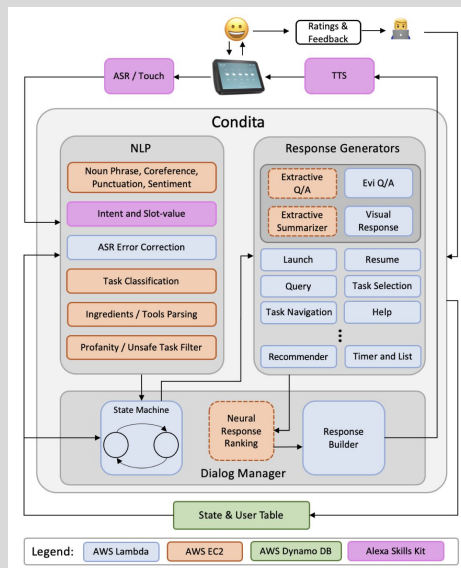 Ratings &
Feedback
ASR / Touch
TTS
Condita
NLP
Noun Phrase, Coreference,
Punctuation, Sentiment
Intent and Slot-value
ASR Error Correction
Task Classification
Ingredients / Tools Parsing
Profanity / Unsafe Task Filter
Response Generators
Extractive
Q/A
Evi Q/A
Extractive
Summarizer
Visual
Response
Launch
Resume
Query
Task Selection
Task Navigation
Help
Recommender
Timer and List
State Machine
Neural
Response
Ranking
Response
Builder
Dialog Manager
State & User Table
Legend:
AWS Lambda
AWS EC2
AWS Dynamo DB
Alexa Skills Kit